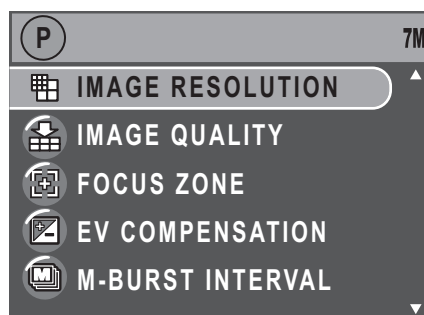 P 7M
IMAGE RESOLUTION
IMAGE QUALITY
FOCUS ZONE
EV COMPENSATION
M-BURST INTERVAL